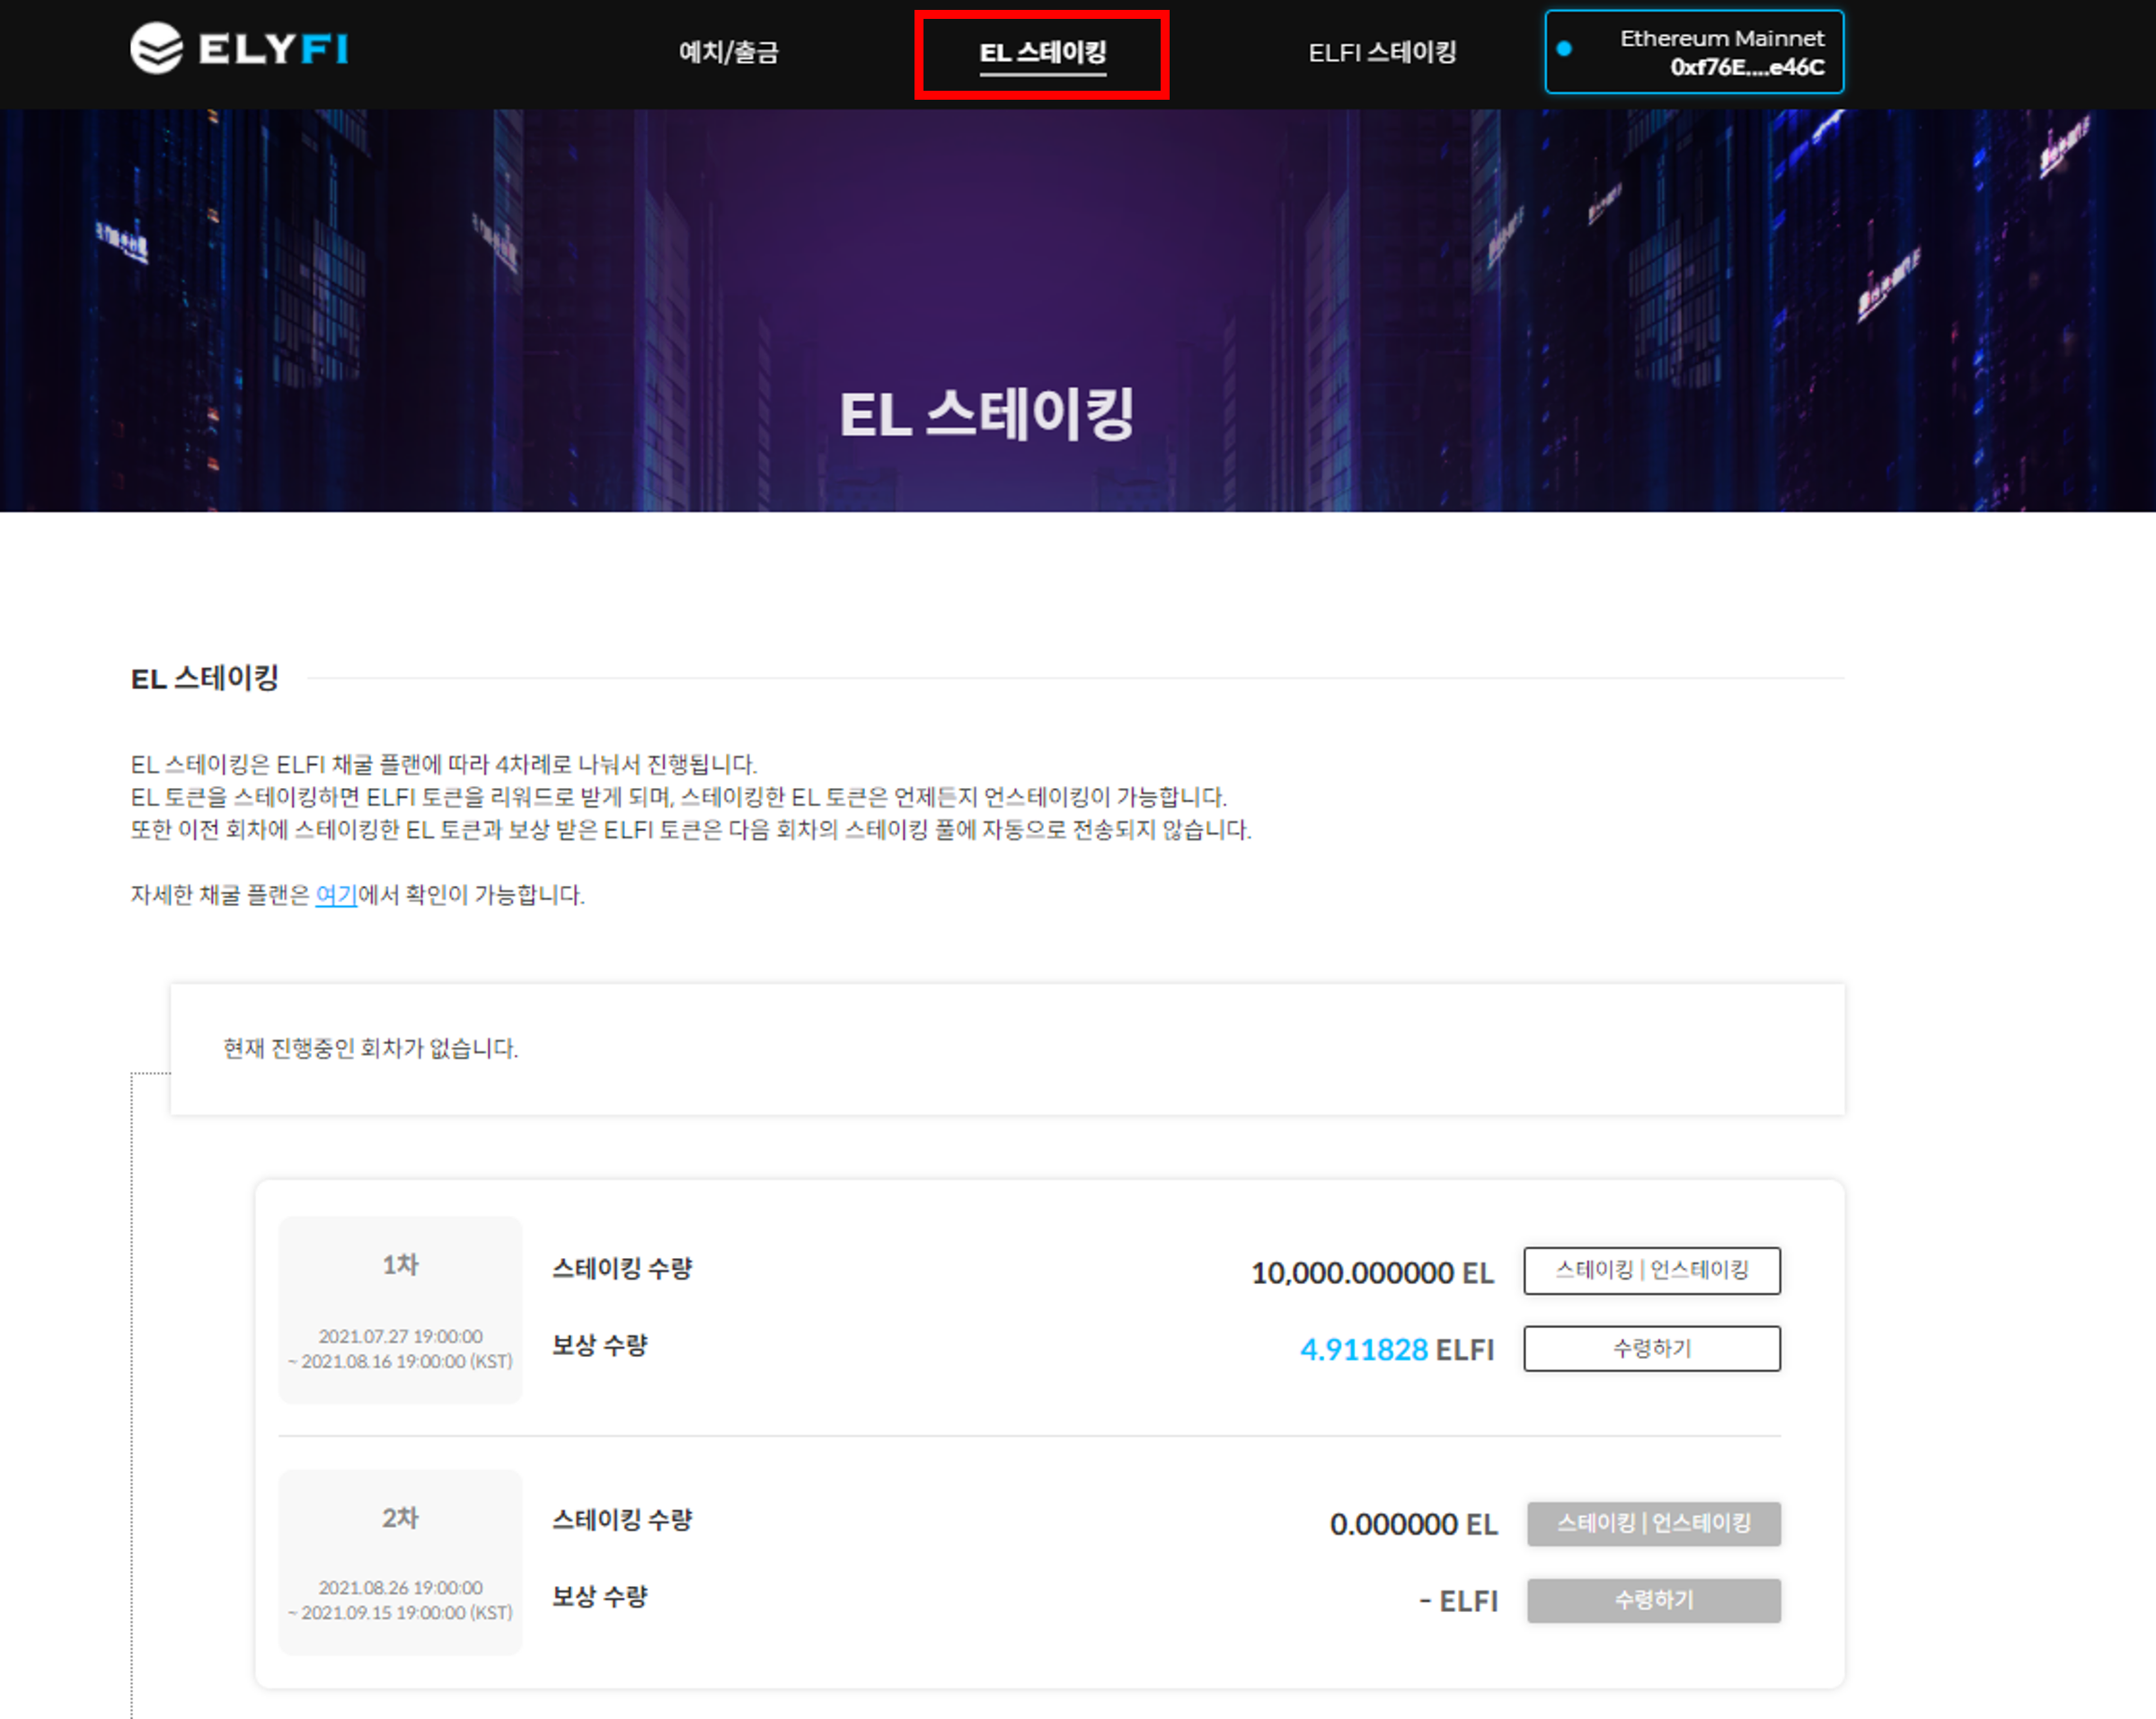 ELYFI
예치/출금
EL 스테이킹
ELFI 스테이킹
Ethereum Mainnet
0xf76E....e46C
EL 스테이킹
EL 스테이킹
EL 스테이킹은 ELFI 채굴 플랜에 따라 4차례로 나눠서 진행됩니다.
EL 토큰을 스테이킹하면 ELFI 토큰을 리워드로 받게 되며, 스테이킹한 EL 토큰은 언제든지 언스테이킹이 가능합니다.
또한 이전 회차에 스테이킹한 EL 토큰과 보상 받은 ELFI 토큰은 다음 회차의 스테이킹 풀에 자동으로 전송되지 않습니다.
자세한 채굴 플랜은 여기에서 확인이 가능합니다.
현재 진행중인 회차가 없습니다.
1차
2021.07.27 19:00:00
~ 2021.08.16 19:00:00 (KST)
스테이킹 수량
10,000.000000 EL
스테이킹 | 언스테이킹
보상 수량
4.911828 ELFI
수령하기
2차
2021.08.26 19:00:00
~ 2021.09.15 19:00:00 (KST)
스테이킹 수량
0.000000 EL
스테이킹 | 언스테이킹
보상 수량
- ELFI
수령하기